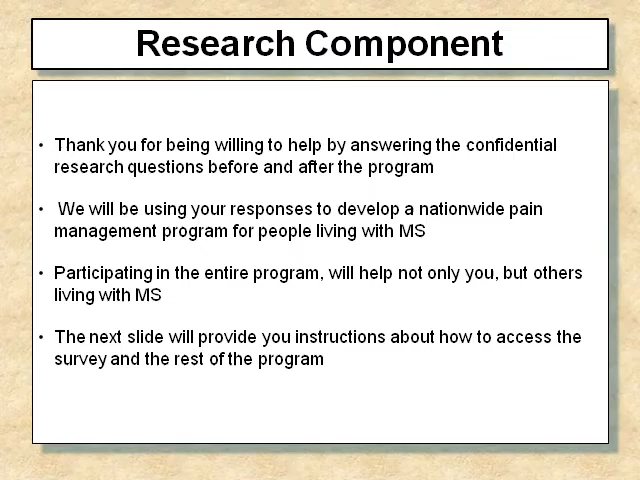 Research Component
• Thank you for being willing to help by answering the confidential
research questions before and after the program
• We will be using your responses to develop a nationwide pain
management program for people living with MS
• Participating in the entire program, will help not only you, but others
living with MS
• The next slide will provide you instructions about how to access the
survey and the rest of the program